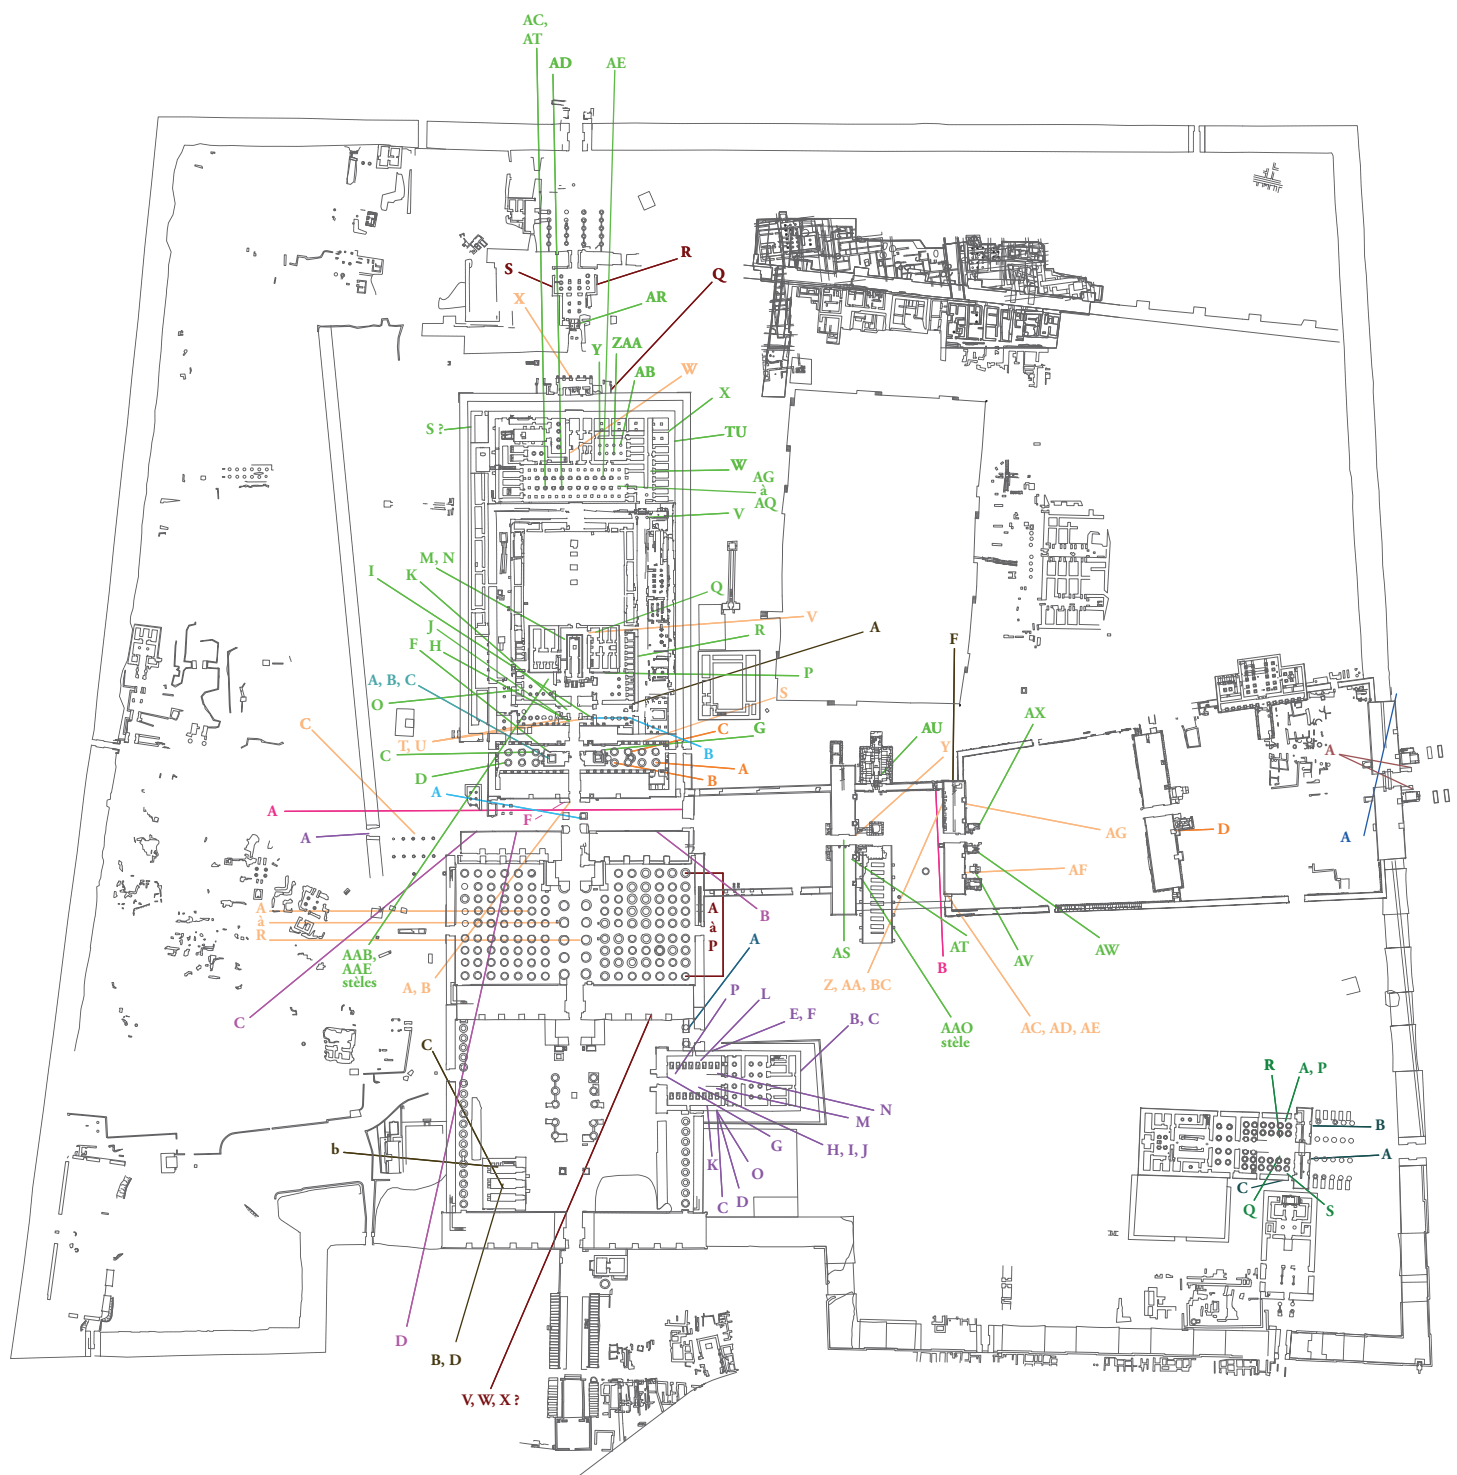 AC,
AT
AD
AE
R
S
Q
X
AR
Y
ZAA
AB
W
X
S ?
TU
W
AG
à
AQ
V
M, N
I
K
Q
V
J
R
A
F
H
F
A, B, C
P
O
S
C
AX
T, U
C
G
AU
Y
B
C
A
D
B
A
A
A
F
A
AG
D
A
AF
A
à
R
A
à P
B
A
AAB,
AAE
stèles
A, B
AS
AT
B
AV
AW
Z, AA, BC
P
L
C
E, F
B, C
AAO
stèle
AC, AD, AE
C
R
A, P
N
M
B
b
G
H, I, J
A
K
O
C
C
D
Q
S
D
B, D
V, W, X ?